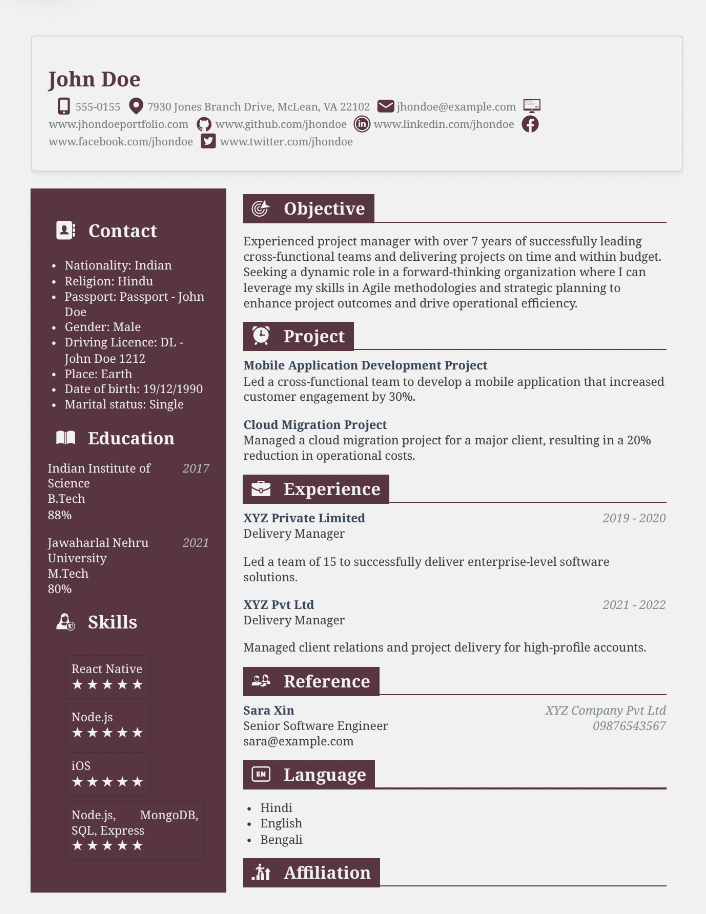 John Doe
555-0155 7930 Jones Branch Drive, McLean, VA 22102 jhondoe@example.com
www.jhondoeportfolio.com www.github.com/jhondoe www.linkedin.com/jhondoe
www.facebook.com/jhondoe www.twitter.com/jhondoe
Contact
• Nationality: Indian
• Religion: Hindu
• Passport: Passport - John
Doe
• Gender: Male
• Driving Licence: DL -
John Doe 1212
• Place: Earth
• Date of birth: 19/12/1990
• Marital status: Single
Education
Indian Institute of 2017
Science
B.Tech
88%
Jawaharlal Nehru 2021
University
M.Tech
80%
Skills
React Native
★★★★★
Node.js
★★★★★
iOS
★★★★★
Node.js, MongoDB,
SQL, Express
★★★★★
Objective
Experienced project manager with over 7 years of successfully leading
cross-functional teams and delivering projects on time and within budget.
Seeking a dynamic role in a forward-thinking organization where I can
leverage my skills in Agile methodologies and strategic planning to
enhance project outcomes and drive operational efficiency.
Project
Mobile Application Development Project
Led a cross-functional team to develop a mobile application that increased
customer engagement by 30%.
Cloud Migration Project
Managed a cloud migration project for a major client, resulting in a 20%
reduction in operational costs.
Experience
XYZ Private Limited 2019 - 2020
Delivery Manager
Led a team of 15 to successfully deliver enterprise-level software
solutions.
XYZ Pvt Ltd 2021 - 2022
Delivery Manager
Managed client relations and project delivery for high-profile accounts.
Reference
Sara Xin XYZ Company Pvt Ltd
Senior Software Engineer 09876543567
sara@example.com
EN Language
• Hindi
• English
• Bengali
Affiliation